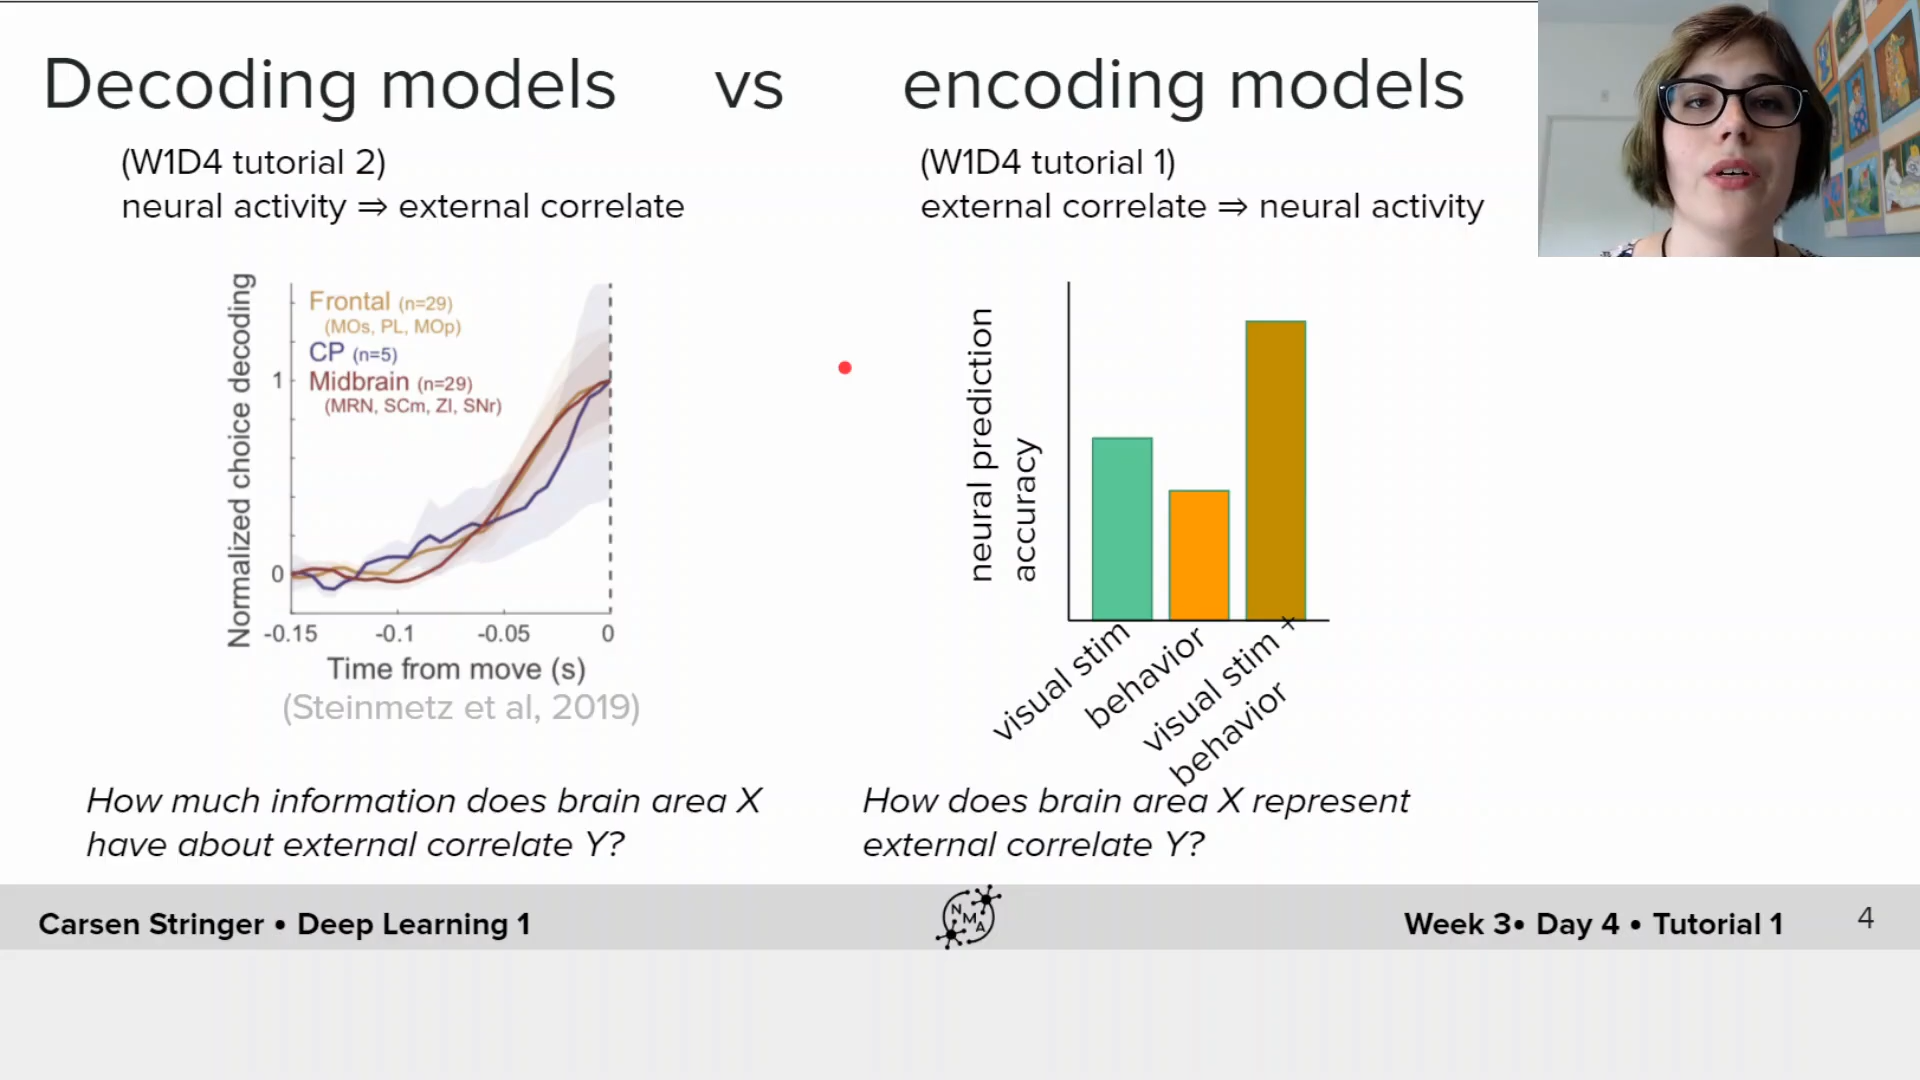 Decoding models vs encoding models
(W1D4 tutorial 2)
neural activity ⇒ external correlate
(W1D4 tutorial 1)
external correlate ⇒ neural activity
Normalized choice decoding
Frontal (n=29)
(MOs, PL, MOp)
CP (n=5)
Midbrain (n=29)
(MRN, SCm, ZI, SNr)
1
0
-0.15 -0.1 -0.05 0
Time from move (s)
(Steinmetz et al, 2019)
neural prediction
accuracy
visual stim
behavior
visual stim +
behavior
How much information does brain area X
have about external correlate Y?
How does brain area X represent
external correlate Y?
Carsen Stringer • Deep Learning 1
N
M
A
Week 3• Day 4 • Tutorial 1
4